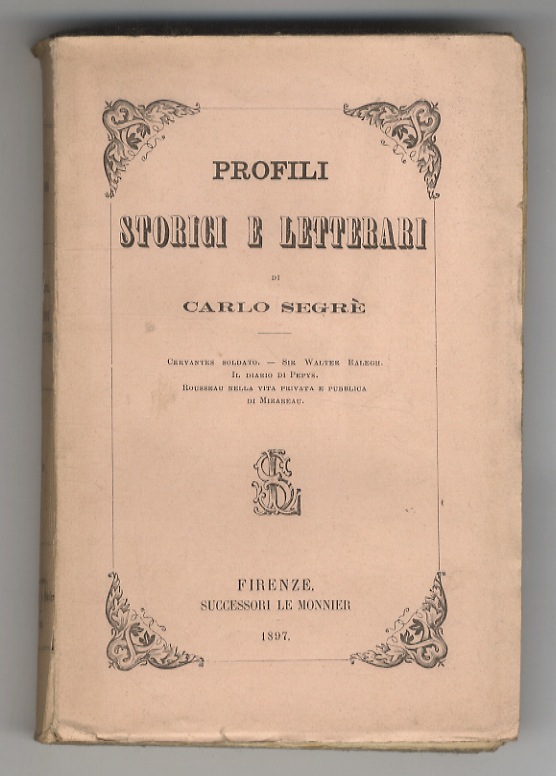 PROFILI
STORICI E LETTERARI
DI
CARLO SEGRÈ
CERVANTES SOLDATO. — SIR WALTER RALEGH.
IL DIARIO DI PEPYS.
ROUSSEAU NELLA VITA PRIVATA E PUBBLICA
DI MIRABEAU.
FIRENZE,
SUCCESSORI LE MONNIER
1897.